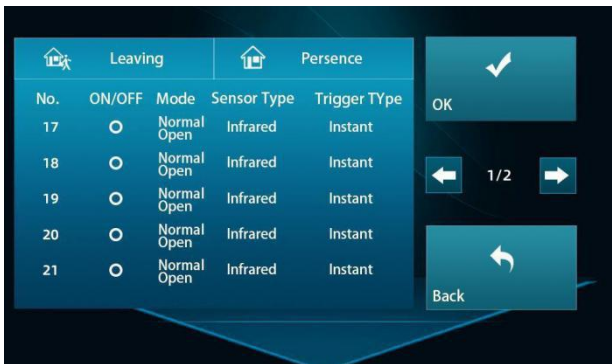 Leaving Persence
No. ON/OFF Mode Sensor Type Trigger TYpe
17 Normal Open Infrared Instant
18 Normal Open Infrared Instant
19 Normal Open Infrared Instant
20 Normal Open Infrared Instant
21 Normal Open Infrared Instant
OK
1/2
Back